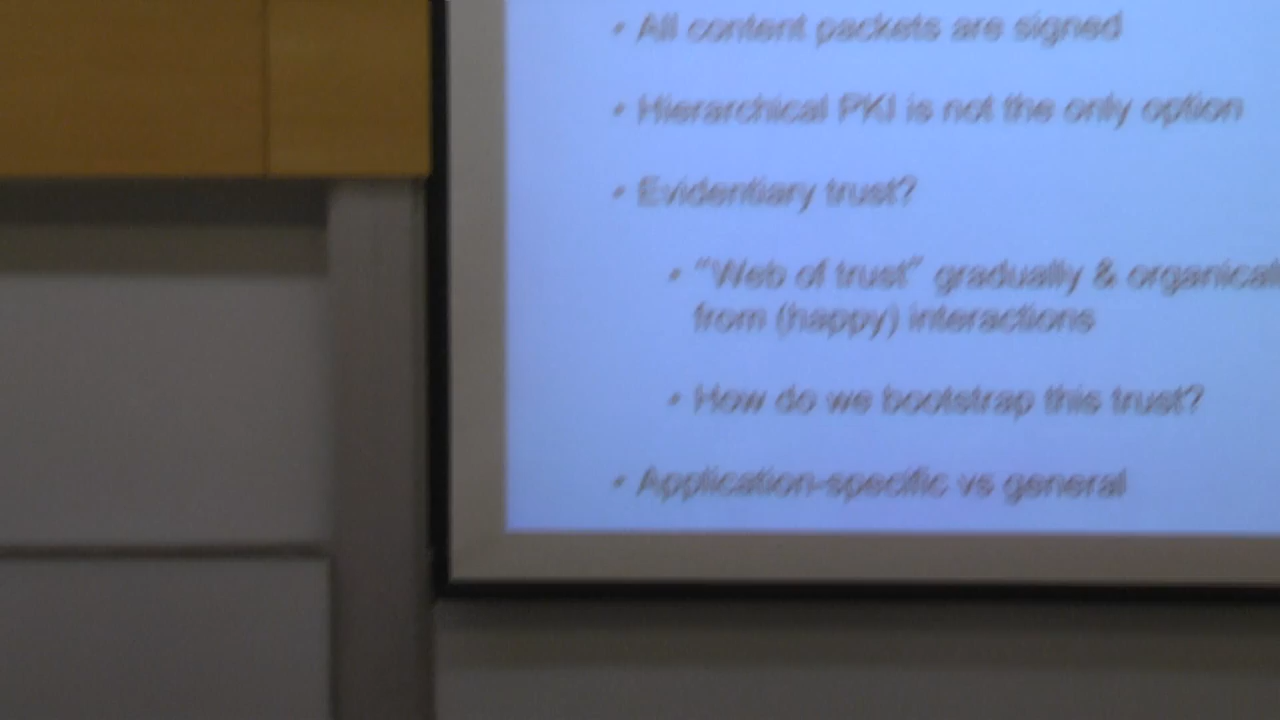 • All content packets are signed
• Hierarchical PKI is not the only option
• Evidentiary trust?
• "Web of trust" gradually & organical
from (happy) interactions
• How do we bootstrap this trust?
• Application-specific vs general